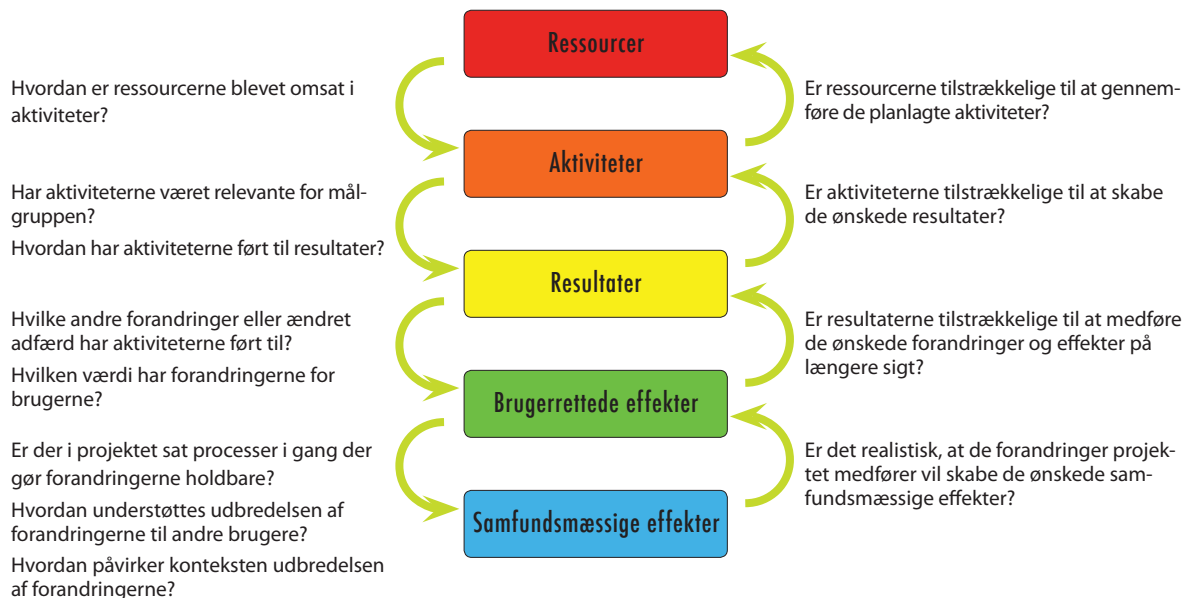 Ressourcer
Hvordan er ressourcerne blevet omsat i
aktiviteter?
Er ressourcerne tilstrækkelige til at gennem-
føre de planlagte aktiviteter?
Aktiviteter
Har aktiviteterne været relevante for mål-
gruppen?
Hvordan har aktiviteterne ført til resultater?
Er aktiviteterne tilstrækkelige til at skabe
de ønskede resultater?
Resultater
Hvilke andre forandringer eller ændret
adfærd har aktiviteterne ført til?
Hvilken værdi har forandringerne for
brugerne?
Er resultaterne tilstrækkelige til at medføre
de ønskede forandringer og effekter på
længere sigt?
Brugerrettede effekter
Er der i projektet sat processer i gang der
gør forandringerne holdbare?
Hvordan understøttes udbredelsen af
forandringerne til andre brugere?
Hvordan påvirker konteksten udbredelsen
af forandringerne?
Er det realistisk, at de forandringer projek-
tet medfører vil skabe de ønskede sam-
fundsmæssige effekter?
Samfundsmæssige effekter